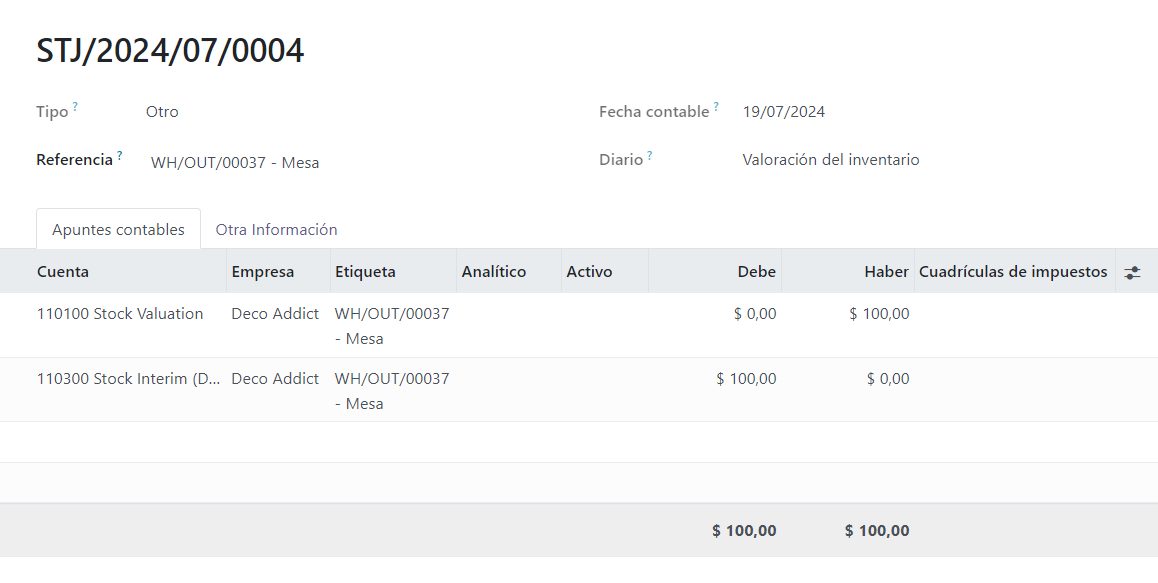 STJ/2024/07/0004
Tipo ? Otro Fecha contable ? 19/07/2024
Referencia ? WH/OUT/00037 - Mesa Diario ? Valoración del inventario
Apuntes contables Otra Información
Cuenta Empresa Etiqueta Analítico Activo Debe Haber Cuadrículas de impuestos
110100 Stock Valuation Deco Addict WH/OUT/00037 $ 0,00 $ 100,00
- Mesa
110300 Stock Interim (D... Deco Addict WH/OUT/00037 $ 100,00 $ 0,00
- Mesa
$ 100,00 $ 100,00